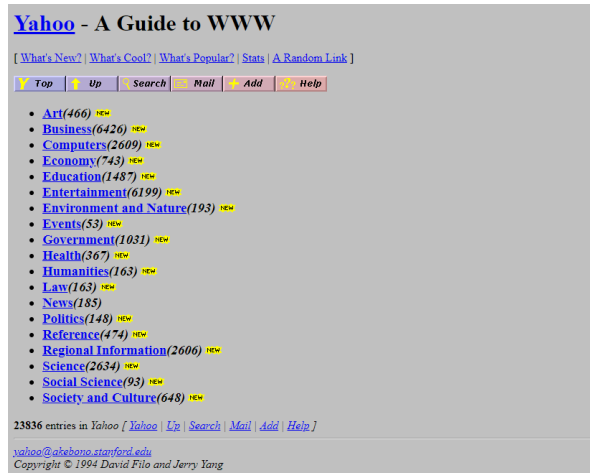 Yahoo - A Guide to WWW
[ What's New? | What's Cool? | What's Popular? | Stats | A Random Link ]
Y Top Up Search Mail Add ?? Help
Art(466) NEW
Business(6426) NEW
Computers(2609) NEW
Economy(743) NEW
Education(1487) NEW
Entertainment(6199) NEW
Environment and Nature(193) NEW
Events(53) NEW
Government(1031) NEW
Health(367) NEW
Humanities(163) NEW
Law(163) NEW
News(185)
Politics(148) NEW
Reference(474) NEW
Regional Information(2606) NEW
Science(2634) NEW
Social Science(93) NEW
Society and Culture(648) NEW
23836 entries in Yahoo [ Yahoo | Up | Search | Mail | Add | Help ]
yahoo@akebono.stanford.edu
Copyright © 1994 David Filo and Jerry Yang